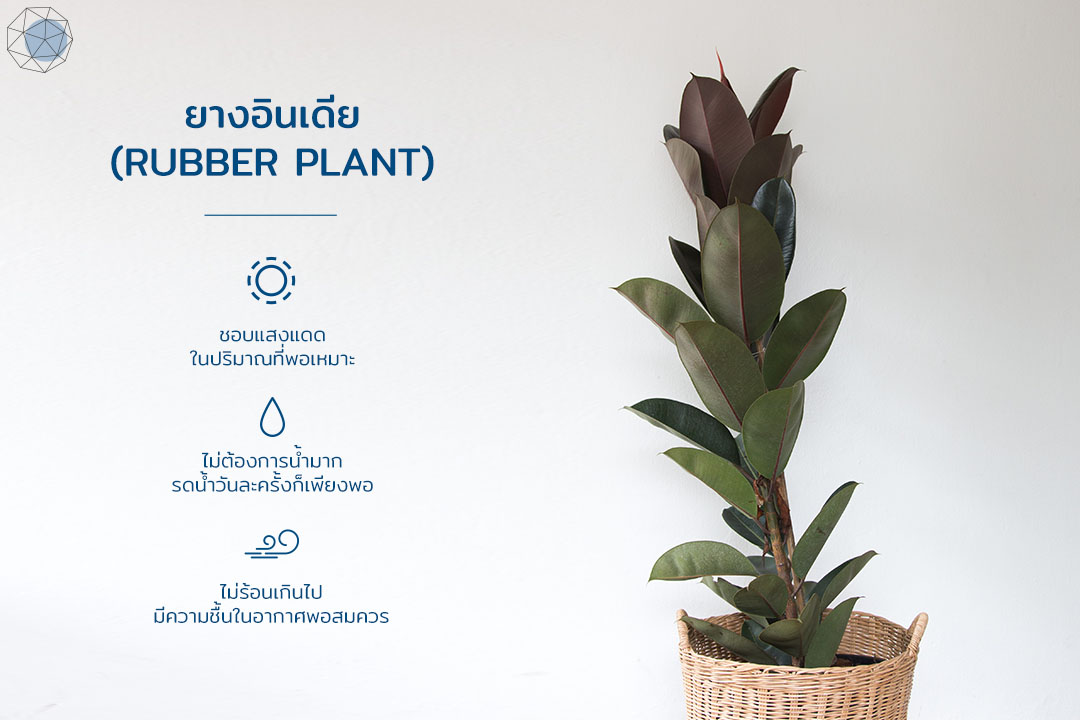 ยางอินเดีย
(RUBBER PLANT)
ชอบแสงแดด
ในปริมาณที่พอเหมาะ
ไม่ต้องการน้ำมาก
รดน้ำวันละครั้งก็เพียงพอ
ไม่ร้อนเกินไป
มีความชื้นในอากาศพอสมควร